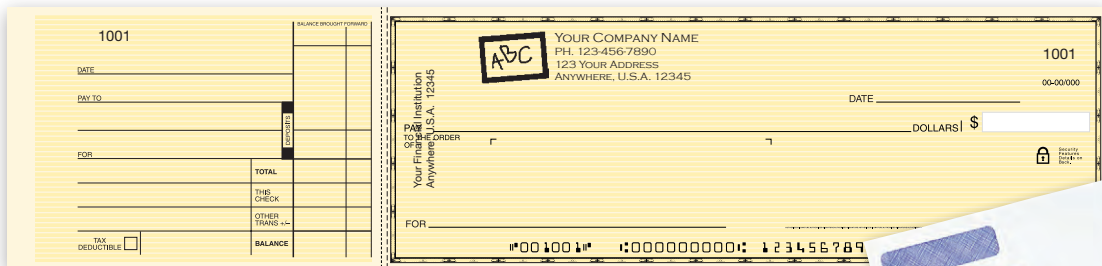 1001
BALANCE BROUGHT FORWARD
DATE
PAY TO
DEPOSITS
FOR
TOTAL
THIS
CHECK
OTHER
TRANS +/–
TAX
DEDUCTIBLE
BALANCE
ABC
YOUR COMPANY NAME
PH. 123-456-7890
123 YOUR ADDRESS
ANYWHERE, U.S.A. 12345
1001
00-00/000
DATE
Your Financial Institution
Anywhere, U.S.A. 12345
PAY
TO THE ORDER
OF
DOLLARS
$
Security
Features
Details on
Back.
FOR
⑈001001⑈ ⑆000000000⑆ 123456789